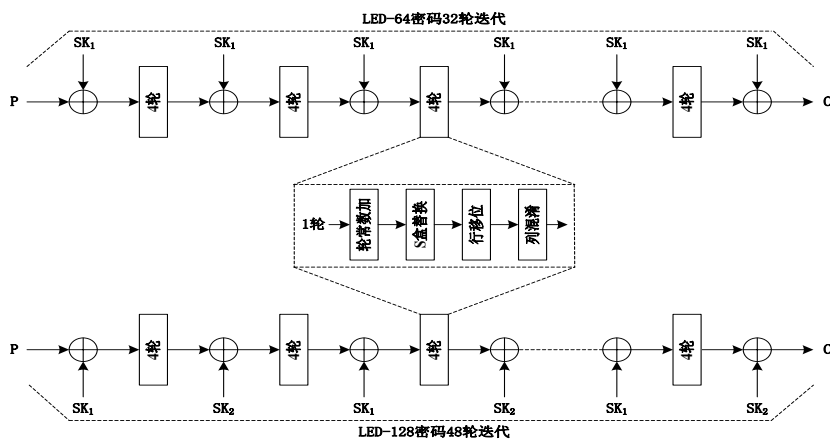 LED-64密码32轮迭代
SK₁ SK₁ SK₁ SK₁ SK₁ SK₁
P 4轮 4轮 4轮 4轮 C
1轮 轮常数加 S盒替换 行移位 列混淆
P 4轮 4轮 4轮 4轮 C
SK₁ SK₂ SK₁ SK₂ SK₁ SK₂
LED-128密码48轮迭代